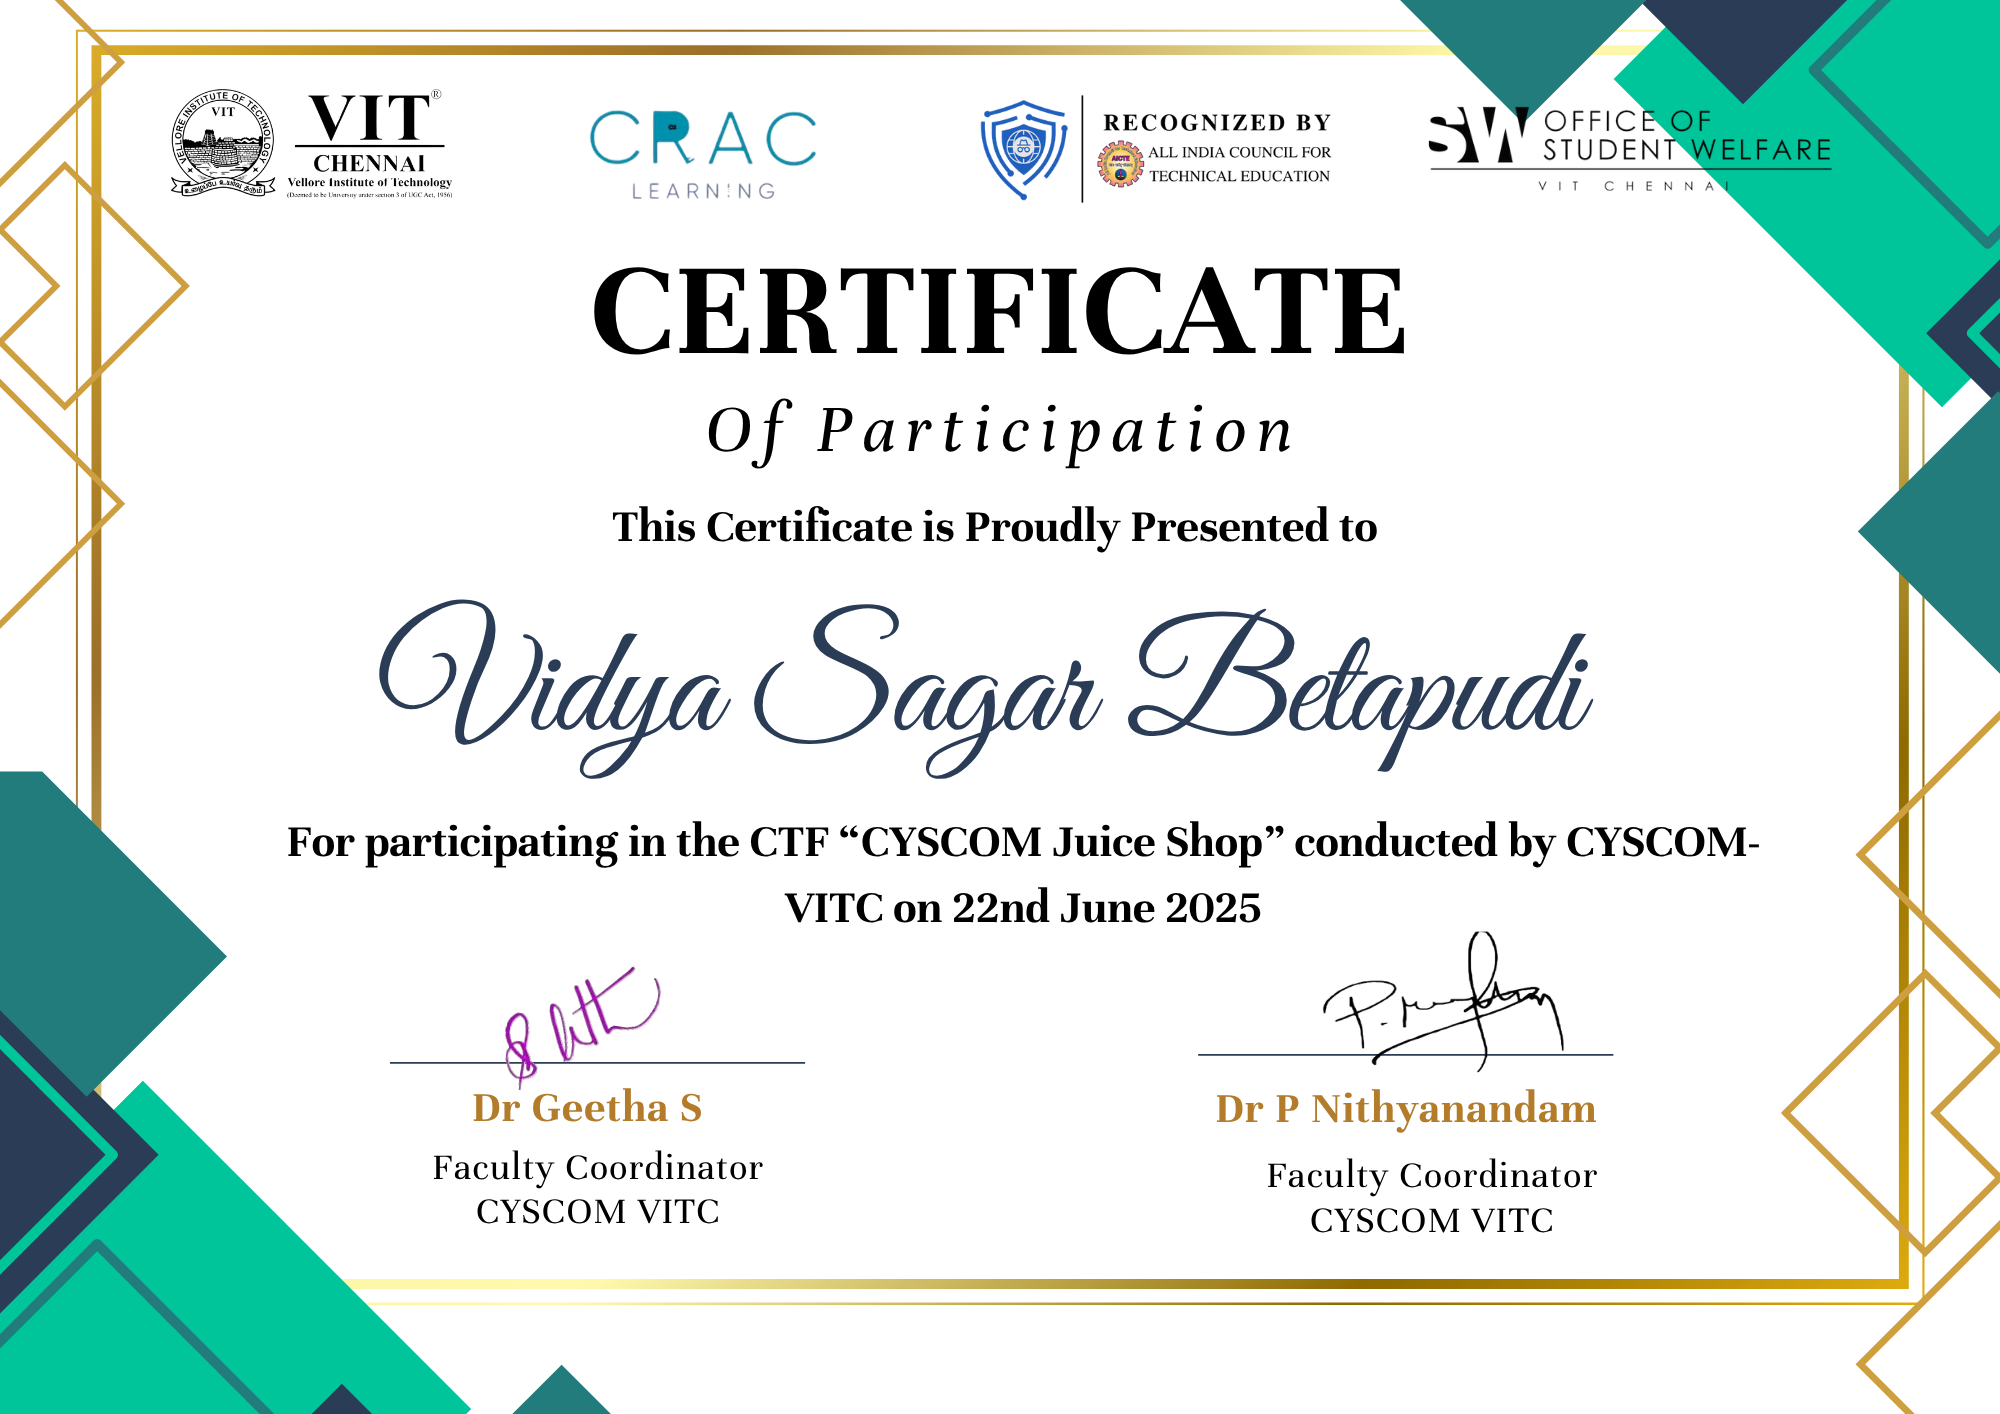 VELLORE INSTITUTE OF TECHNOLOGY
VIT
VIT®
CHENNAI
Vellore Institute of Technology
(Deemed to be University under section 3 of UGC Act, 1956)
CRAC
LEARNING
RECOGNIZED BY
AICTE
ALL INDIA COUNCIL FOR
TECHNICAL EDUCATION
SW
OFFICE OF
STUDENT WELFARE
VIT CHENNAI
CERTIFICATE
Of Participation
This Certificate is Proudly Presented to
Vidya Sagar Betapudi
For participating in the CTF “CYSCOM Juice Shop” conducted by CYSCOM-
VITC on 22nd June 2025
Dr Geetha S
Faculty Coordinator
CYSCOM VITC
Dr P Nithyanandam
Faculty Coordinator
CYSCOM VITC